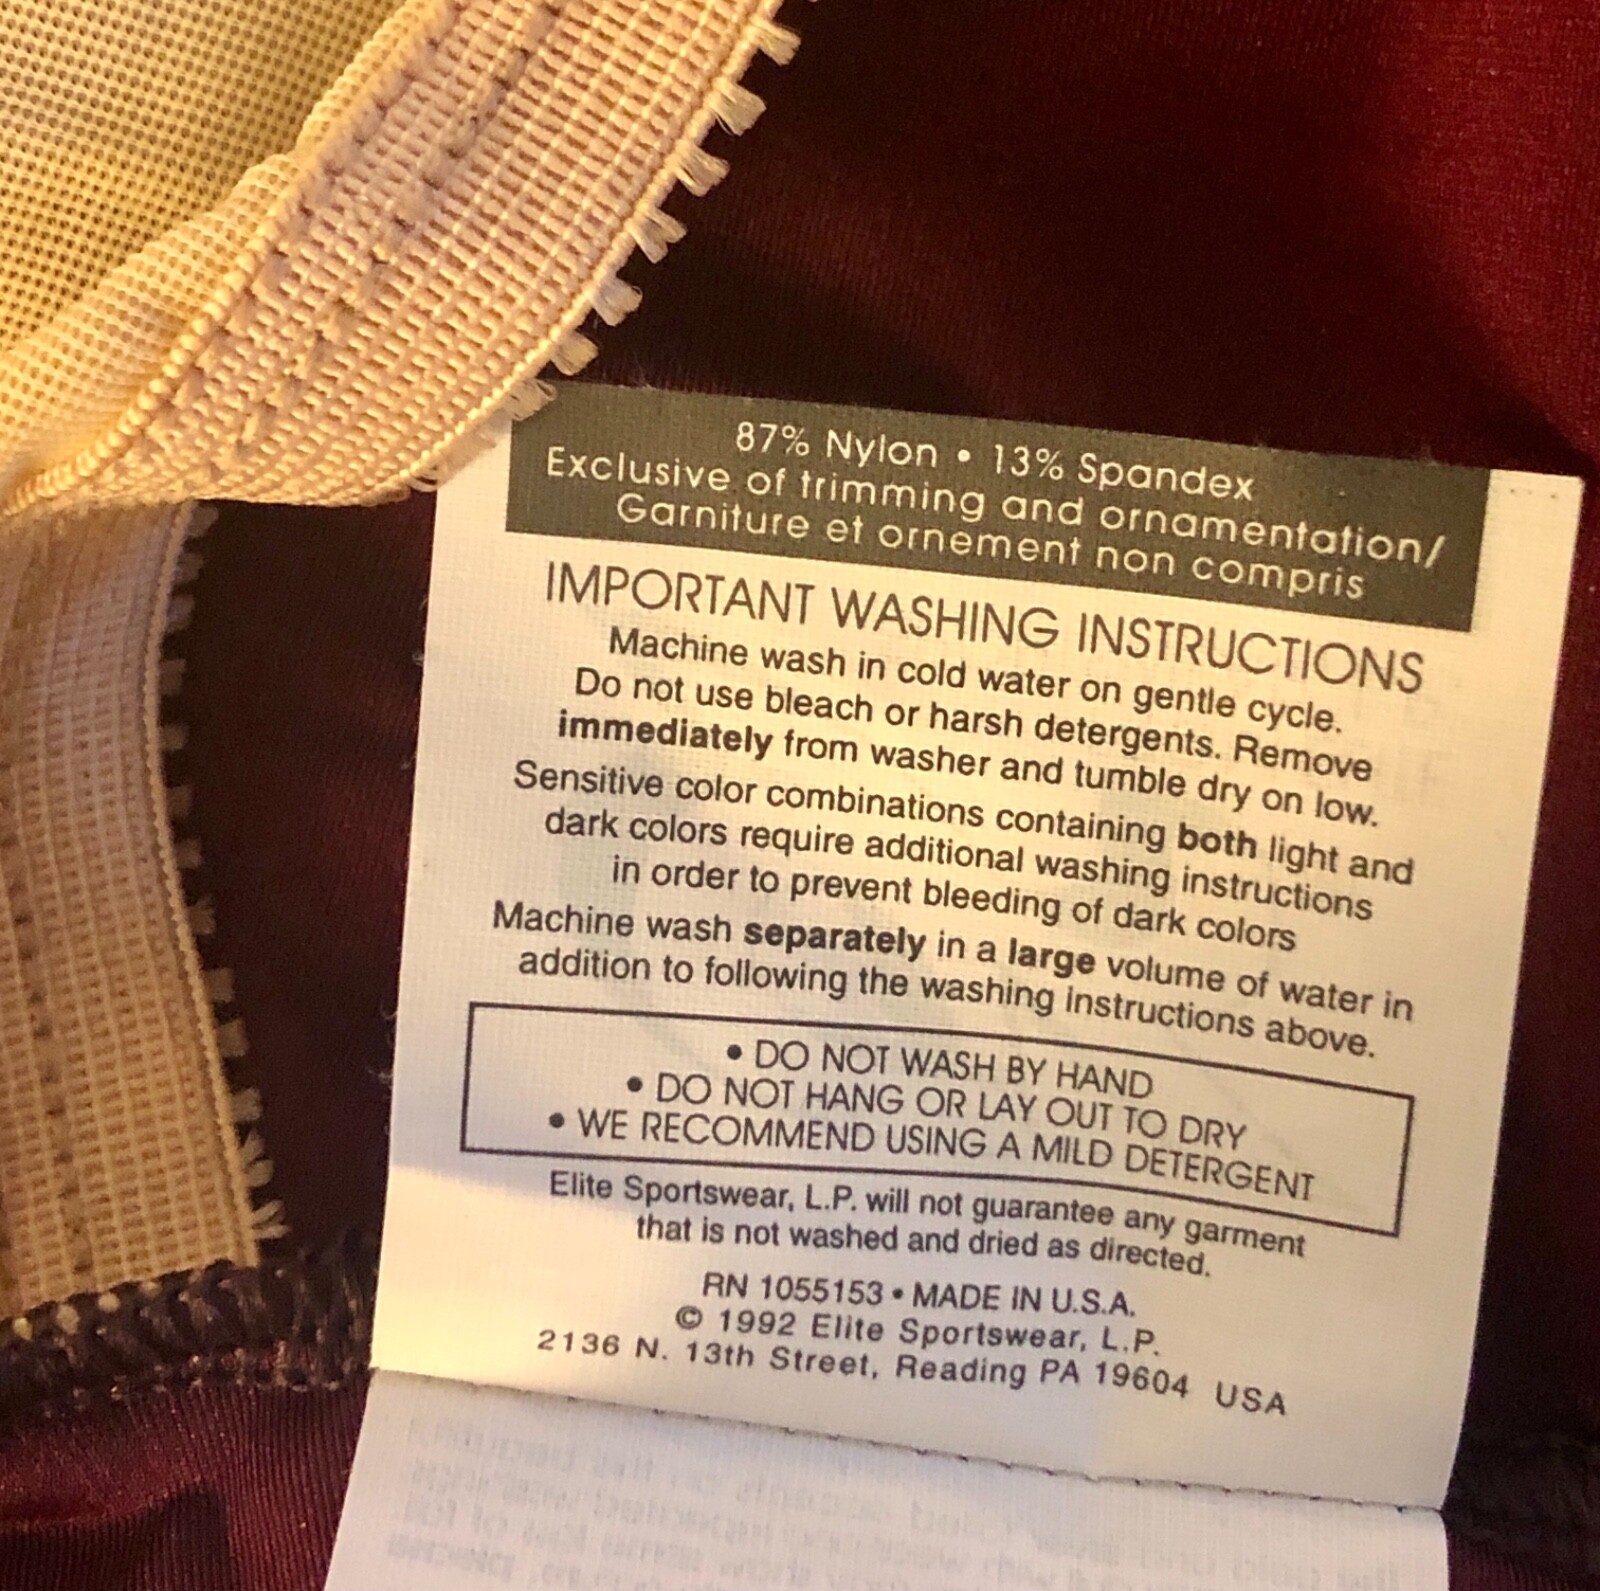 87% Nylon • 13% Spandex
Exclusive of trimming and ornamentation/
Garniture et ornement non compris
IMPORTANT WASHING INSTRUCTIONS
Machine wash in cold water on gentle cycle.
Do not use bleach or harsh detergents. Remove
immediately from washer and tumble dry on low.
Sensitive color combinations containing both light and
dark colors require additional washing instructions
in order to prevent bleeding of dark colors
Machine wash separately in a large volume of water in
addition to following the washing instructions above.
• DO NOT WASH BY HAND
• DO NOT HANG OR LAY OUT TO DRY
• WE RECOMMEND USING A MILD DETERGENT
Elite Sportswear, L.P. will not guarantee any garment
that is not washed and dried as directed.
RN 1055153 • MADE IN U.S.A.
© 1992 Elite Sportswear, L.P.
2136 N. 13th Street, Reading PA 19604 USA